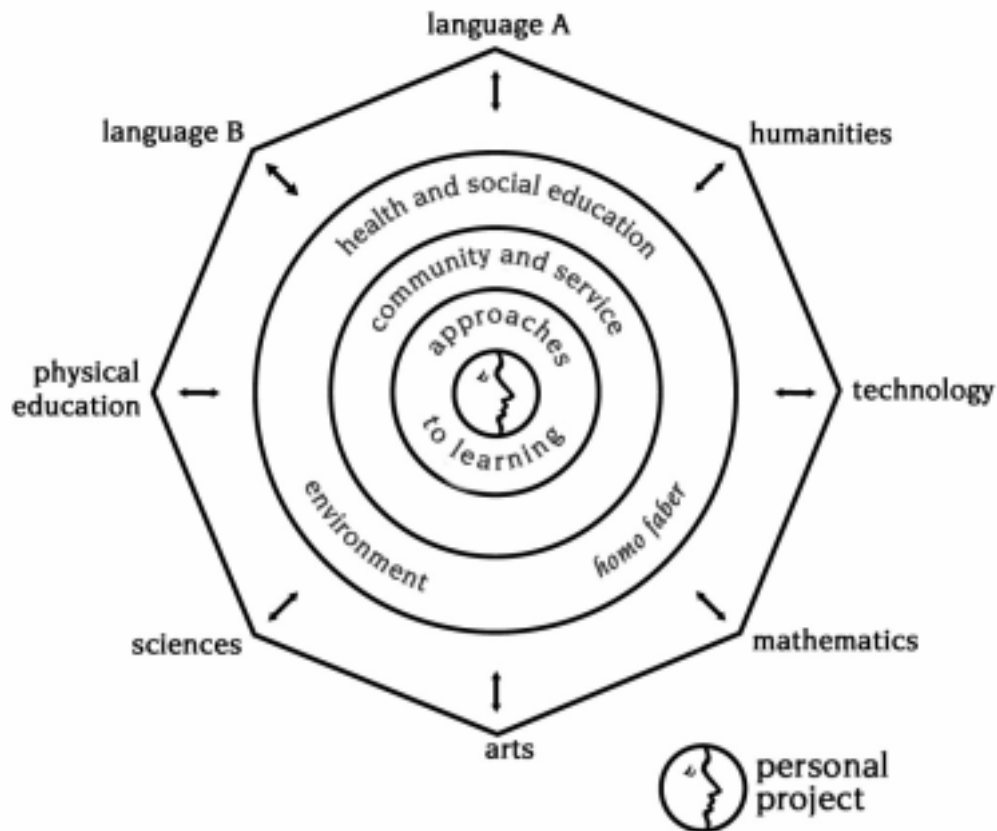 language A
language B
humanities
health and social education
community and service
approaches
to learning
physical
education
technology
environment
homo faber
sciences
mathematics
arts
personal
project